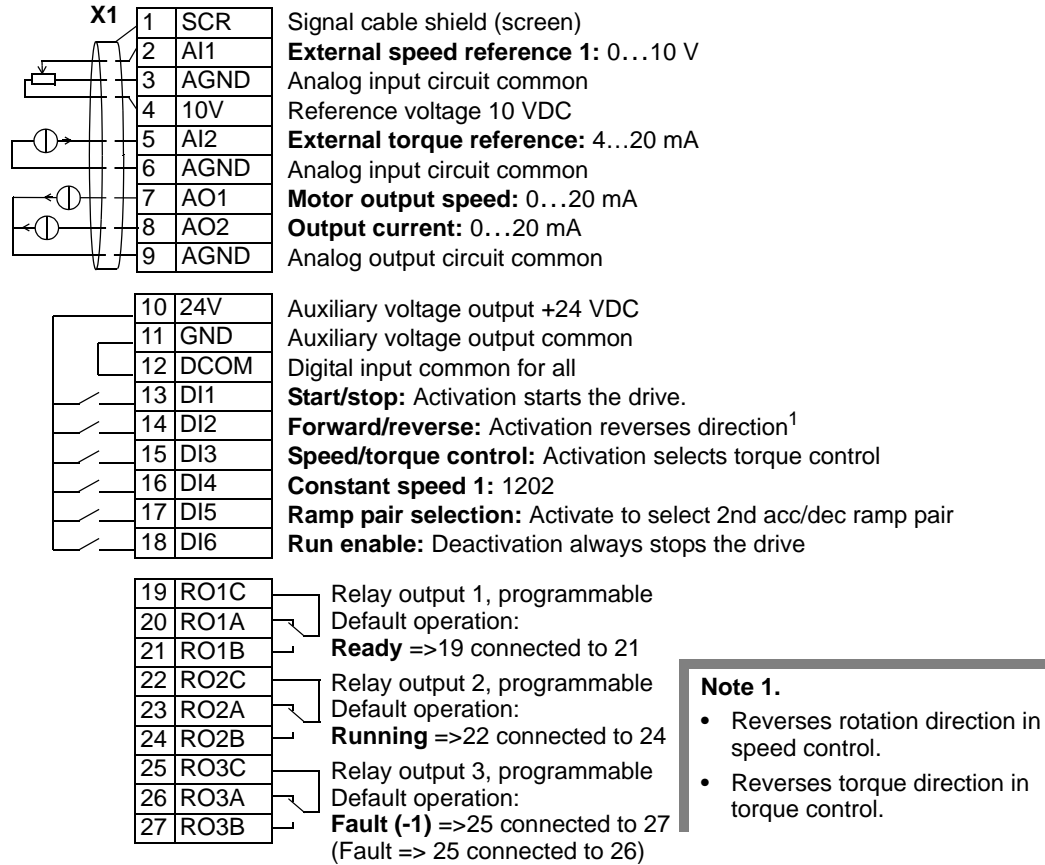 X1
1 SCR Signal cable shield (screen)
2 AI1 External speed reference 1: 0…10 V
3 AGND Analog input circuit common
4 10V Reference voltage 10 VDC
5 AI2 External torque reference: 4…20 mA
6 AGND Analog input circuit common
7 AO1 Motor output speed: 0…20 mA
8 AO2 Output current: 0…20 mA
9 AGND Analog output circuit common
10 24V Auxiliary voltage output +24 VDC
11 GND Auxiliary voltage output common
12 DCOM Digital input common for all
13 DI1 Start/stop: Activation starts the drive.
14 DI2 Forward/reverse: Activation reverses direction1
15 DI3 Speed/torque control: Activation selects torque control
16 DI4 Constant speed 1: 1202
17 DI5 Ramp pair selection: Activate to select 2nd acc/dec ramp pair
18 DI6 Run enable: Deactivation always stops the drive
19 RO1C Relay output 1, programmable
20 RO1A Default operation:
21 RO1B Ready =>19 connected to 21
22 RO2C Relay output 2, programmable
23 RO2A Default operation:
24 RO2B Running =>22 connected to 24
25 RO3C Relay output 3, programmable
26 RO3A Default operation:
27 RO3B Fault (-1) =>25 connected to 27
(Fault => 25 connected to 26)
Note 1.
• Reverses rotation direction in
speed control.
• Reverses torque direction in
torque control.